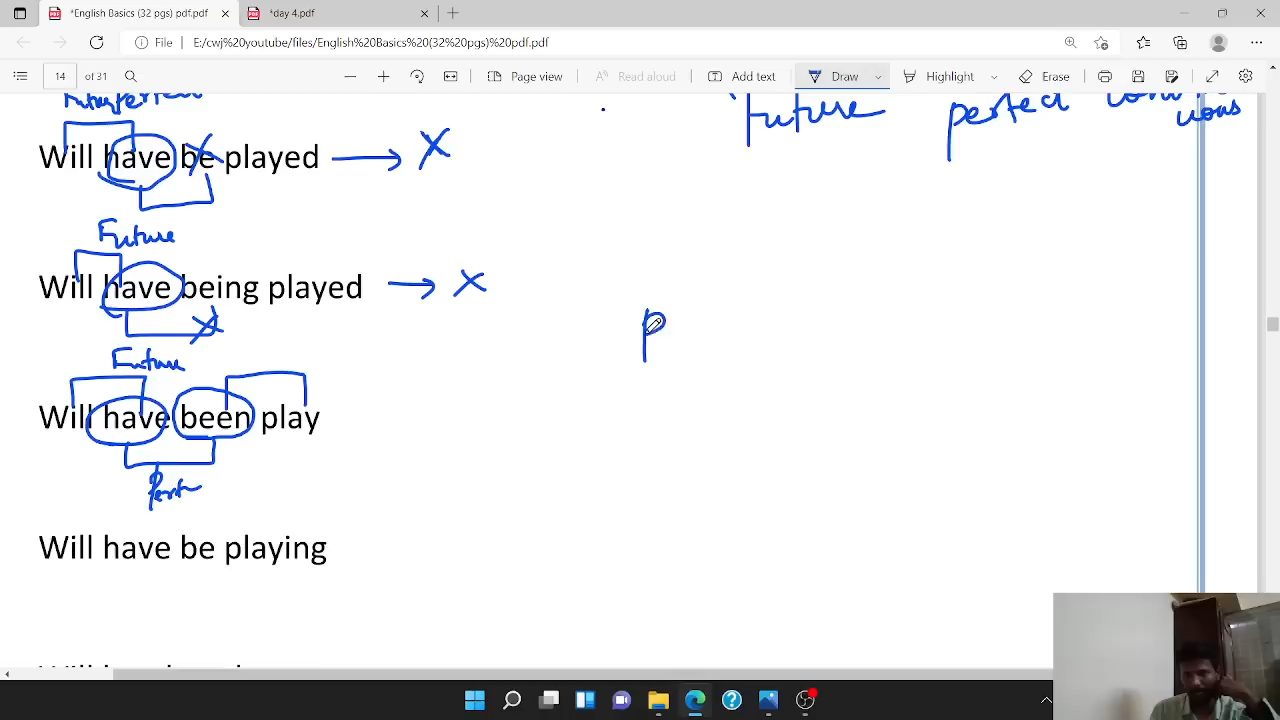 *English Basics (32 pgs) pdf.pdf
*day 4.pdf
File
E:/cwj%20youtube/files/English%20Basics%20(32%20pgs)%20pdf.pdf
14 of 31
Page view
Read aloud
Add text
Draw
Highlight
Erase
Future perfect
Will have be played → X
Future
Will have being played → X
P
Future
Will have been play
Will have be playing